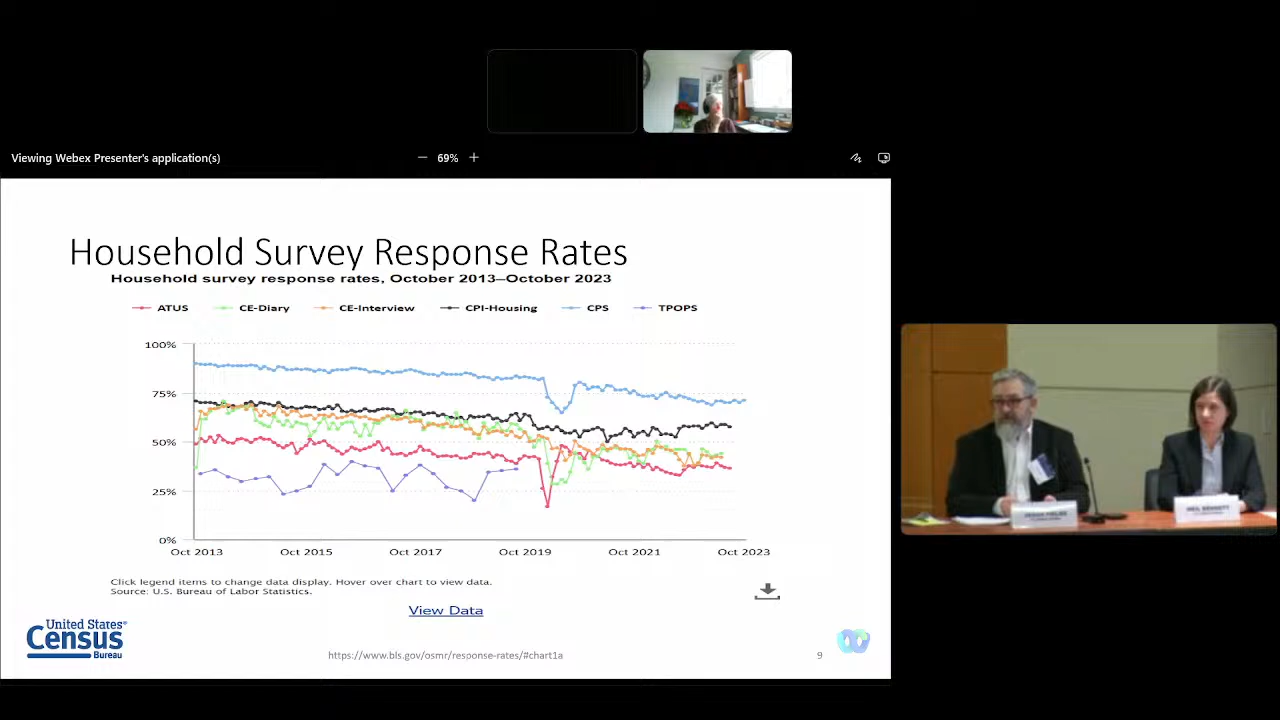 Viewing Webex Presenter's application(s)
69%
Household Survey Response Rates
Household survey response rates, October 2013–October 2023
ATUS CE-Diary CE-Interview CPI-Housing CPS TPOPS
100%
75%
50%
25%
0%
Oct 2013 Oct 2015 Oct 2017 Oct 2019 Oct 2021 Oct 2023
Click legend items to change data display. Hover over chart to view data.
Source: U.S. Bureau of Labor Statistics.
View Data
United States®
Census
Bureau
https://www.bls.gov/osmr/response-rates/#chart1a
9